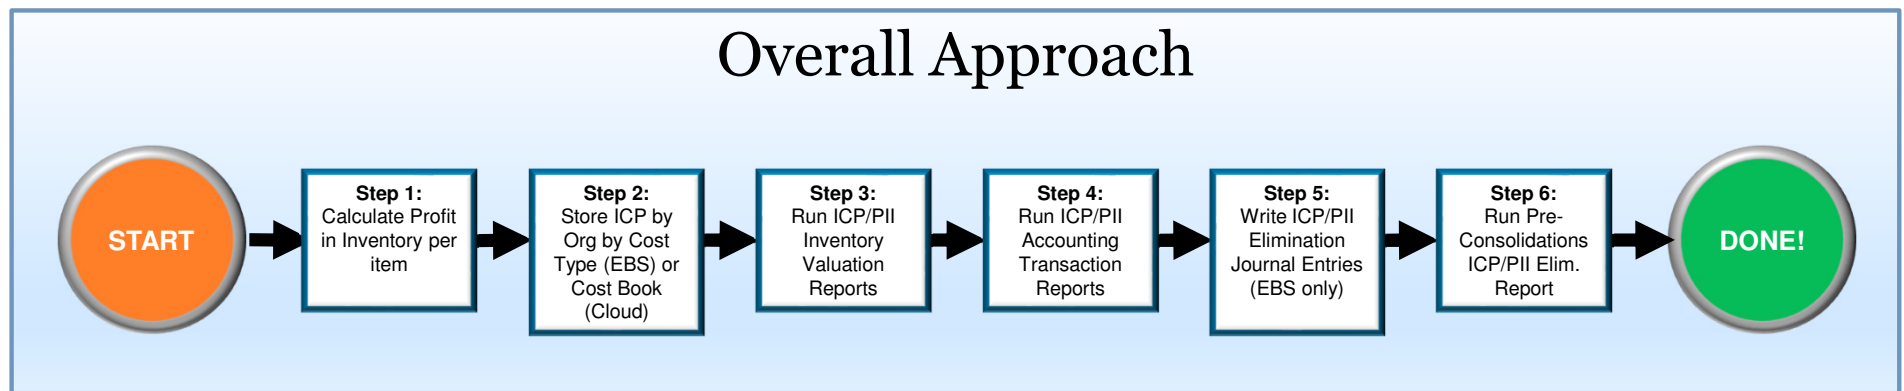 Overall Approach
START
Step 1:
Calculate Profit
in Inventory per
item
Step 2:
Store ICP by
Org by Cost
Type (EBS) or
Cost Book
(Cloud)
Step 3:
Run ICP/PII
Inventory
Valuation
Reports
Step 4:
Run ICP/PII
Accounting
Transaction
Reports
Step 5:
Write ICP/PII
Elimination
Journal Entries
(EBS only)
Step 6:
Run Pre-
Consolidations
ICP/PII Elim.
Report
DONE!